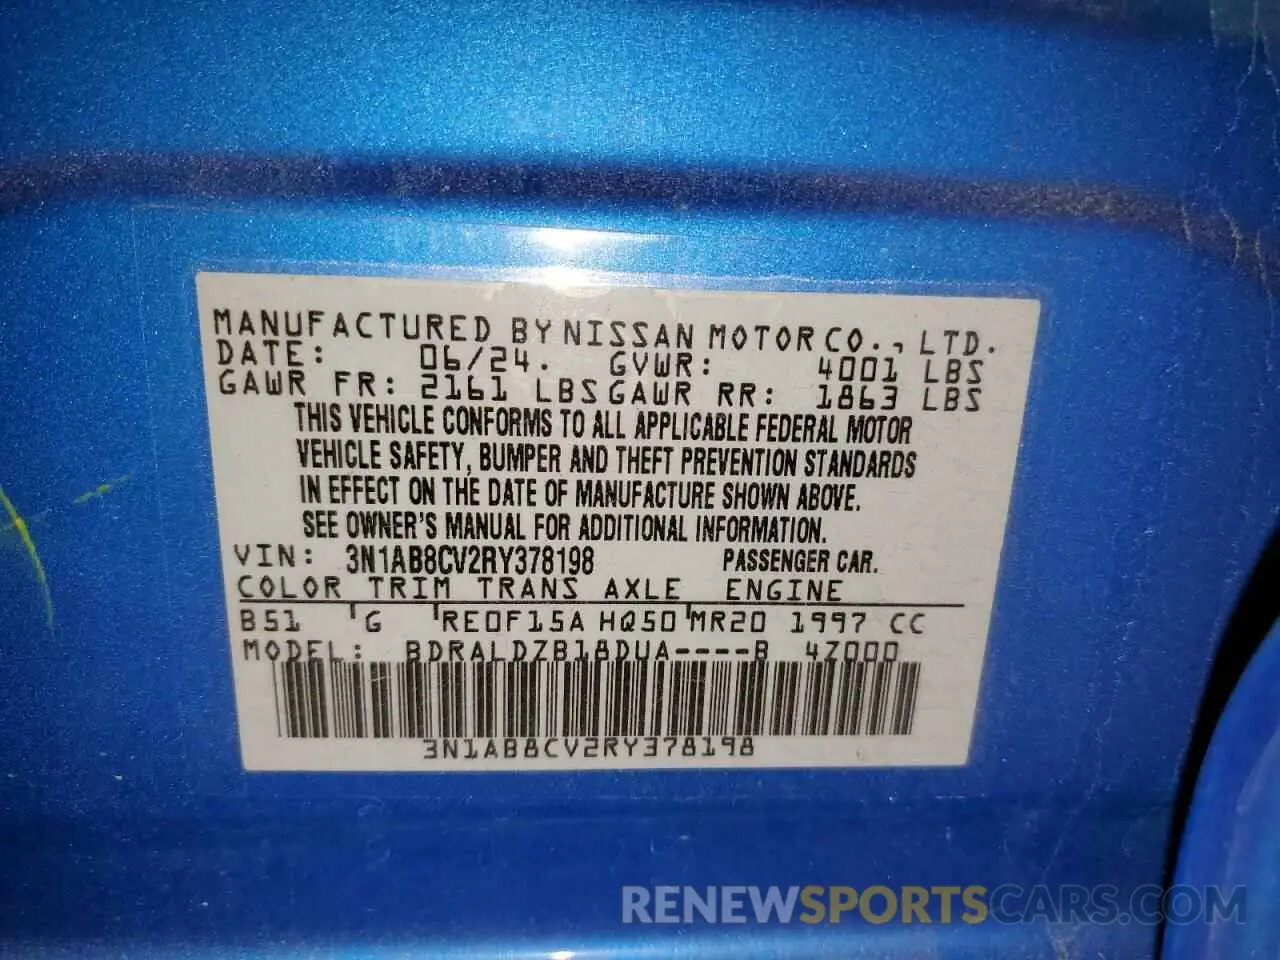 MANUFACTURED BY NISSAN MOTOR CO., LTD.
DATE: 06/24. GVWR: 4001 LBS
GAWR FR: 2161 LBS GAWR RR: 1863 LBS
THIS VEHICLE CONFORMS TO ALL APPLICABLE FEDERAL MOTOR
VEHICLE SAFETY, BUMPER AND THEFT PREVENTION STANDARDS
IN EFFECT ON THE DATE OF MANUFACTURE SHOWN ABOVE.
SEE OWNER'S MANUAL FOR ADDITIONAL INFORMATION.
VIN: 3N1AB8CV2RY378198 PASSENGER CAR.
COLOR TRIM TRANS AXLE ENGINE
B51 G RE0F15A HQ50 MR20 1997 CC
MODEL: BDRALDZB18DUA----B 4Z000
3N1AB8CV2RY378198
RENEWSPORTSCARS.COM